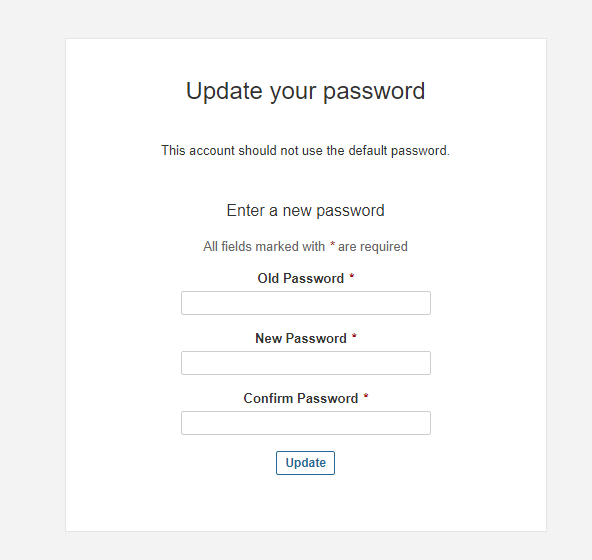 Update your password
This account should not use the default password.
Enter a new password
All fields marked with * are required
Old Password *
New Password *
Confirm Password *
Update